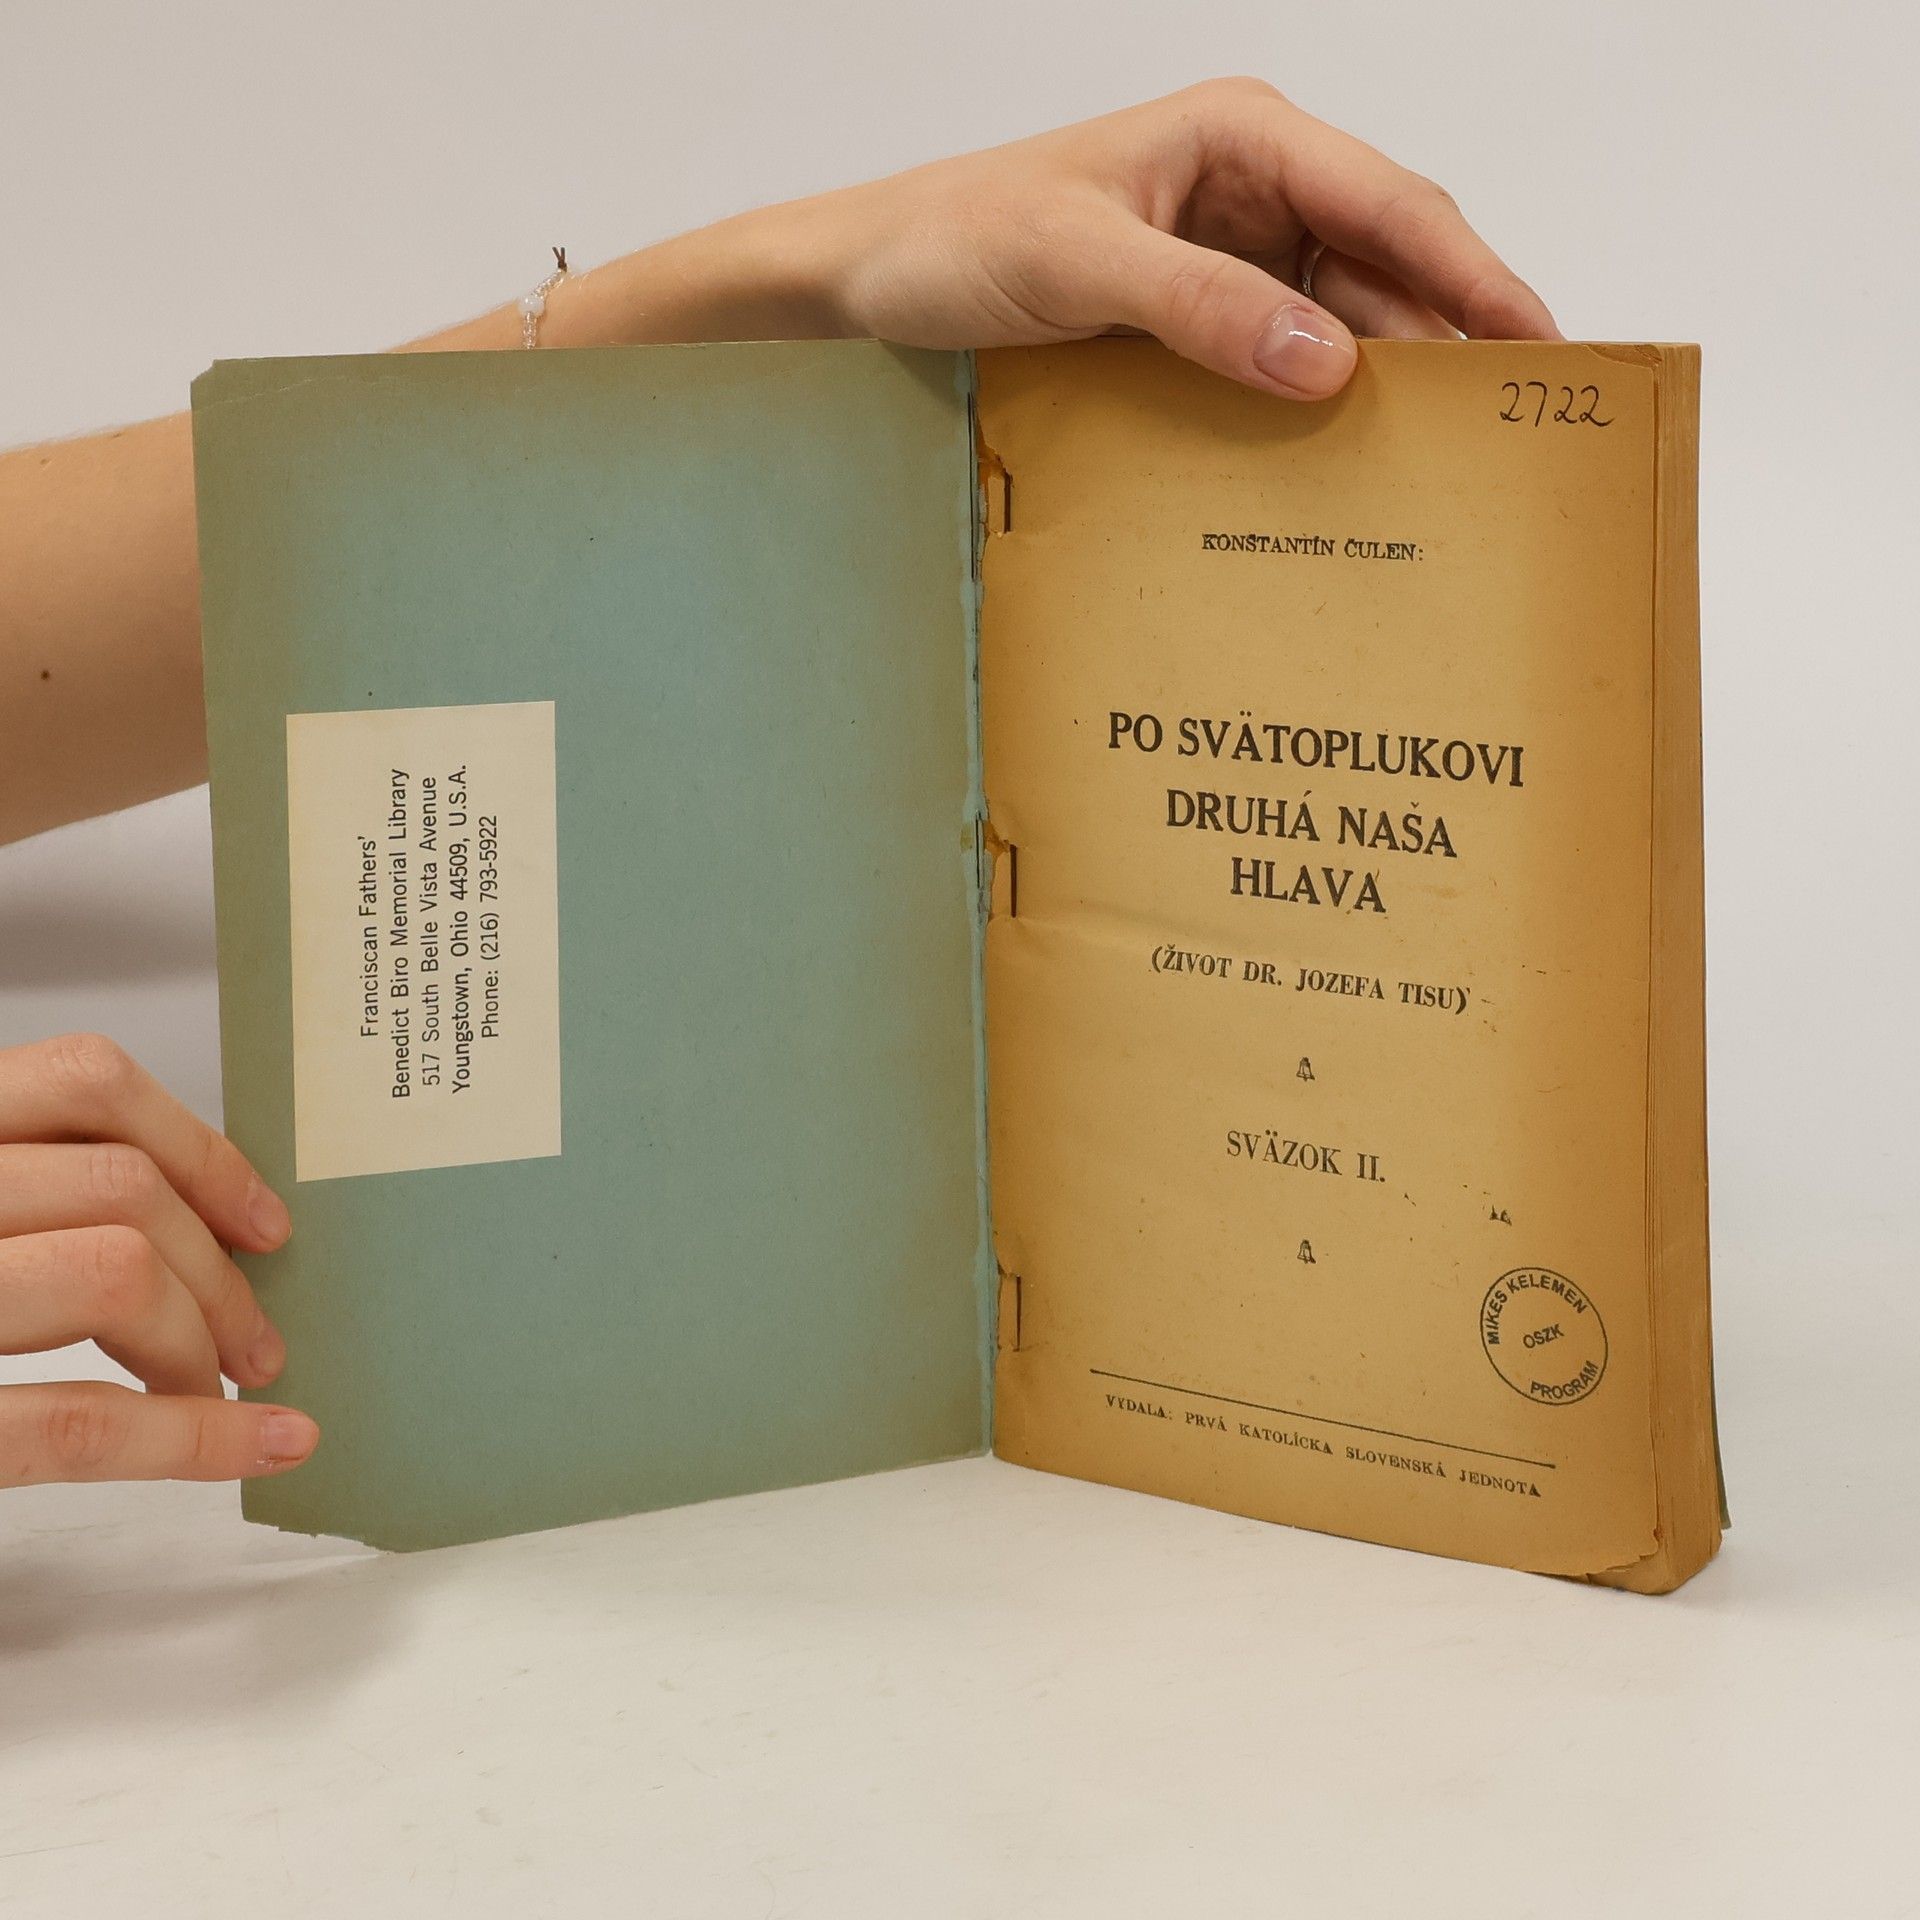 Franciscan Fathers'
Benedict Biro Memorial Library
517 South Belle Vista Avenue
Youngstown, Ohio 44509, U.S.A.
Phone: (216) 793-5922
2722
KONŠTANTÍN ČULEN:
PO SVÄTOPLUKOVI
DRUHÁ NAŠA
HLAVA
(ŽIVOT DR. JOZEFA TISU)
SVÄZOK II.
MIKES KELEMEN
OSZK
PROGRAM
VYDALA: PRVÁ KATOLÍCKA SLOVENSKÁ JEDNOTA